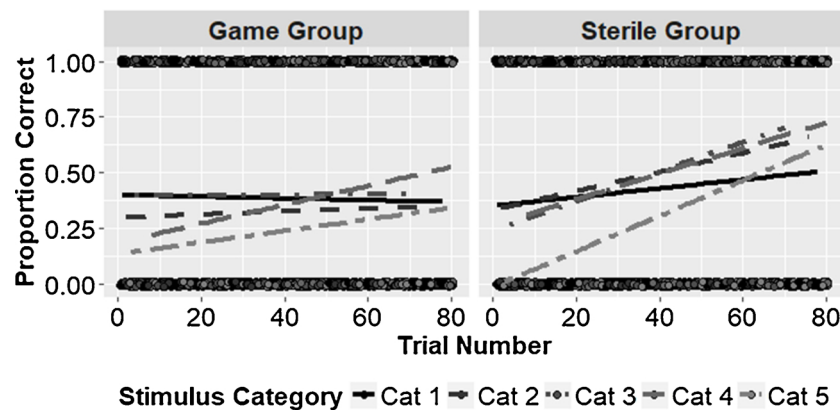 Game Group Sterile Group
Proportion Correct
1.00
0.75
0.50
0.25
0.00
0 20 40 60 80 0 20 40 60 80
Trial Number
Stimulus Category Cat 1 Cat 2 Cat 3 Cat 4 Cat 5